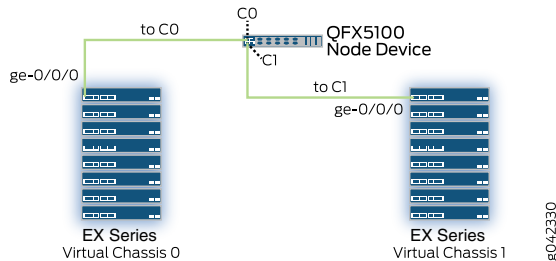 C0
to C0
QFX5100
Node Device
C1
ge-0/0/0
to C1
ge-0/0/0
EX Series
Virtual Chassis 0
EX Series
Virtual Chassis 1
g042330